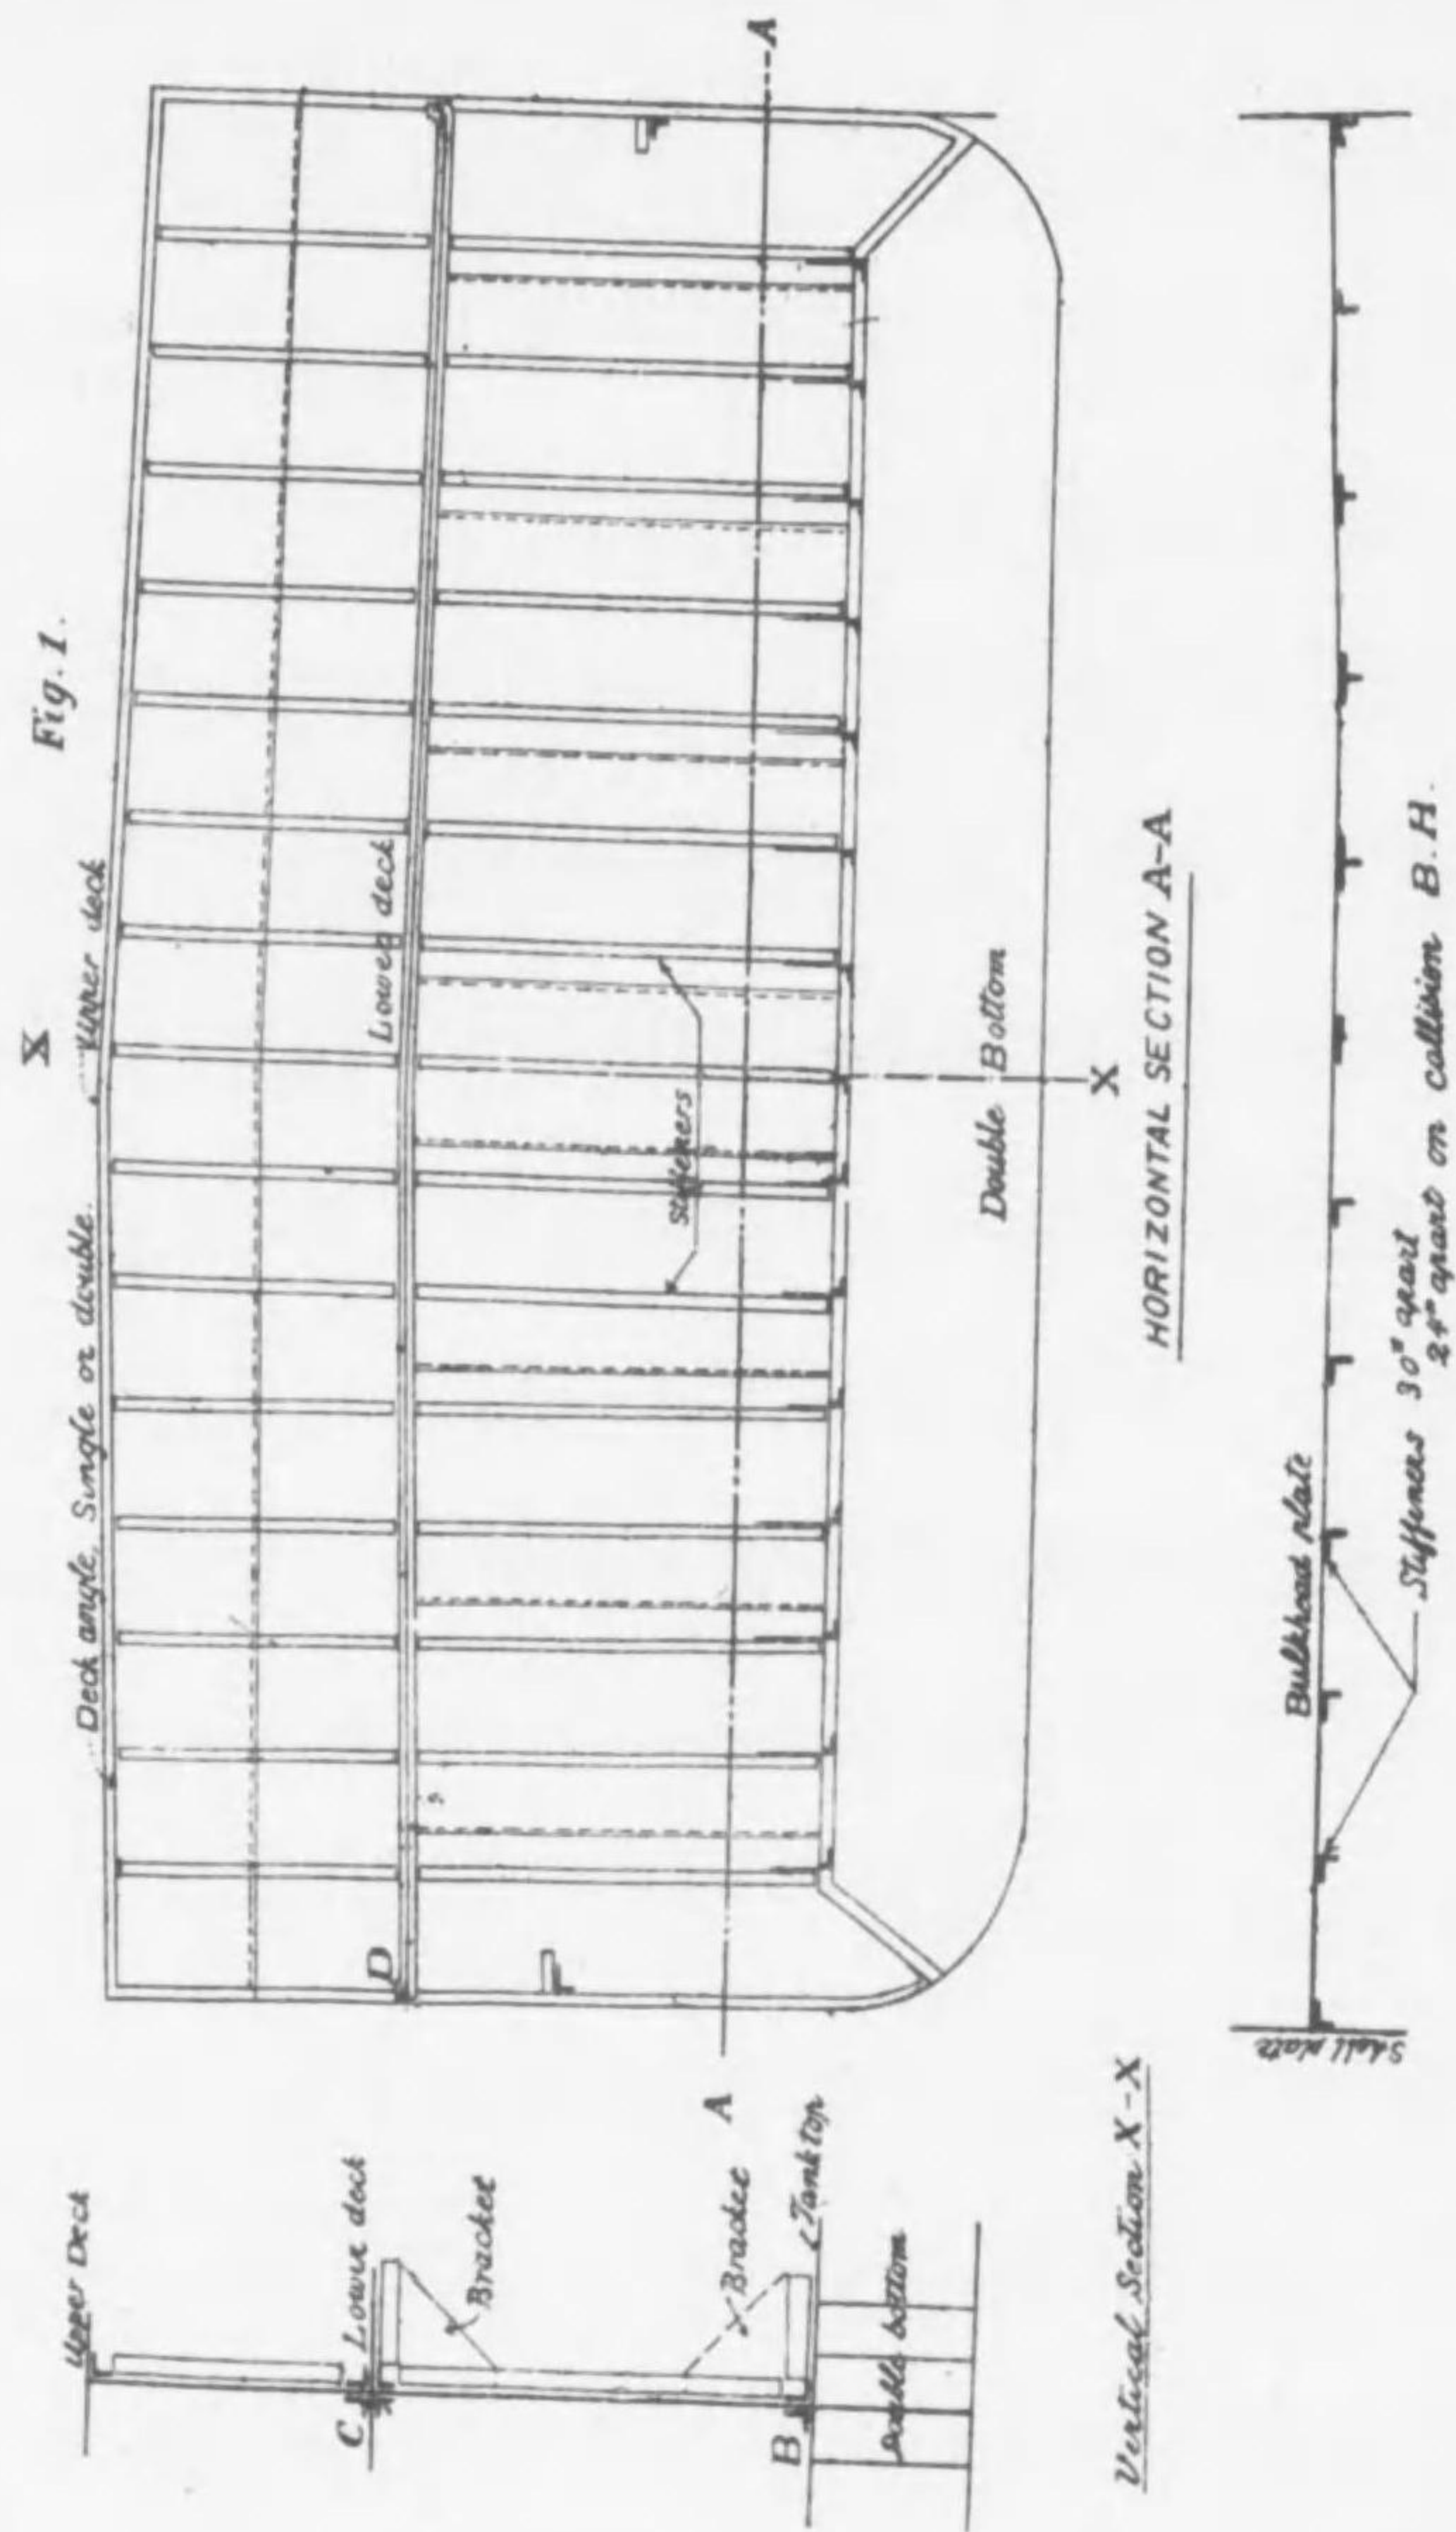 Fig. 1.
X
Deck angle, Single or double.
Upper deck
Lower deck
D
Stiffeners
A
A
Double Bottom
X
Upper Deck
C
Lower deck
Bracket
Bracket
B
Tank top
Double bottom
Vertical Section X-X
HORIZONTAL SECTION A-A
Bulkhead plate
Shell plate
Stiffeners 30" apart
24" apart on collision B.H.